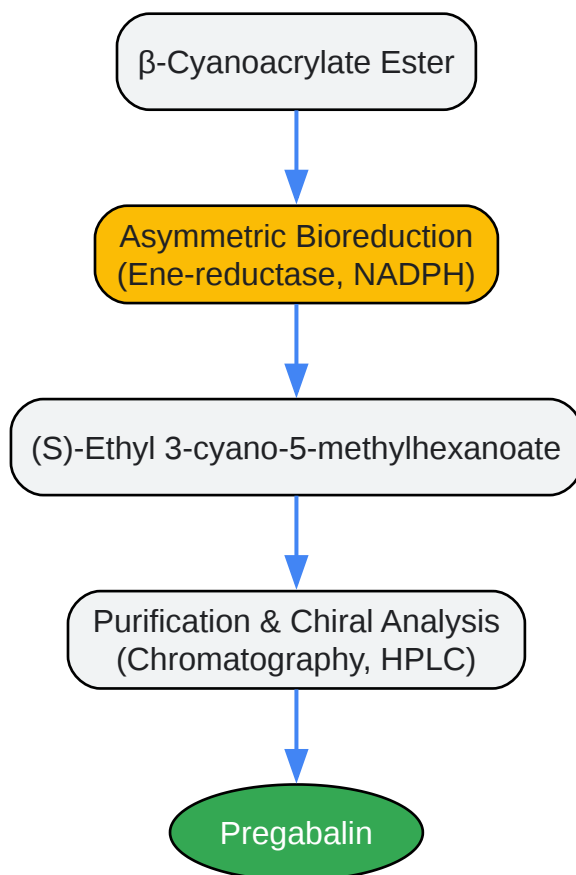 β-Cyanoacrylate Ester
Asymmetric Bioreduction
(Ene-reductase, NADPH)
(S)-Ethyl 3-cyano-5-methylhexanoate
Purification & Chiral Analysis
(Chromatography, HPLC)
Pregabalin